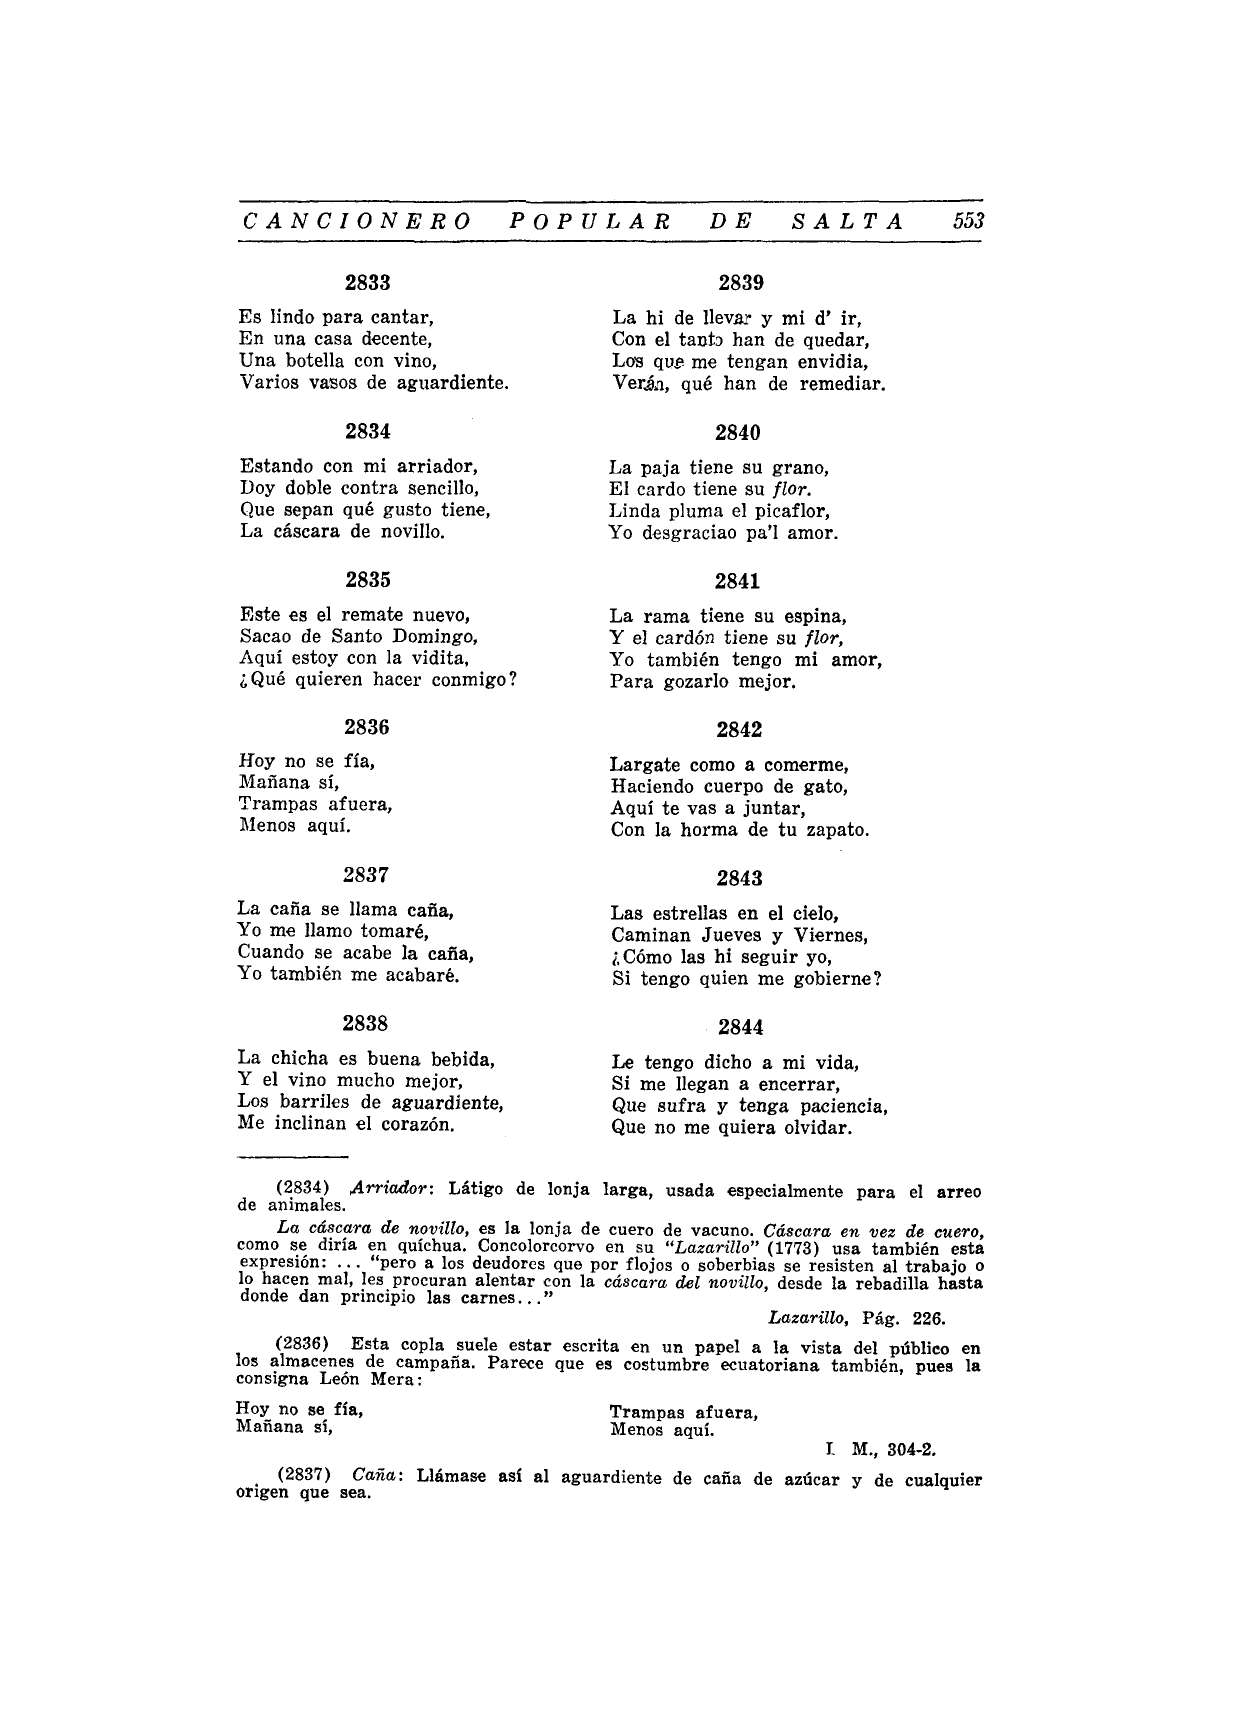 CANCIONERO POPULAR DE SALTA 553
2833
Es lindo para cantar,
En una casa decente,
Una botella con vino,
Varios vasos de aguardiente.
2834
Estando con mi arriador,
Doy doble contra sencillo,
Que sepan qué gusto tiene,
La cáscara de novillo.
2835
Este es el remate nuevo,
Sacao de Santo Domingo,
Aquí estoy con la vidita,
¿Qué quieren hacer conmigo?
2836
Hoy no se fía,
Mañana sí,
Trampas afuera,
Menos aquí.
2837
La caña se llama caña,
Yo me llamo tomaré,
Cuando se acabe la caña,
Yo también me acabaré.
2838
La chicha es buena bebida,
Y el vino mucho mejor,
Los barriles de aguardiente,
Me inclinan el corazón.
2839
La hi de llevar y mi d' ir,
Con el tanto han de quedar,
Los que me tengan envidia,
Verán, qué han de remediar.
2840
La paja tiene su grano,
El cardo tiene su flor.
Linda pluma el picaflor,
Yo desgraciao pa'l amor.
2841
La rama tiene su espina,
Y el cardón tiene su flor,
Yo también tengo mi amor,
Para gozarlo mejor.
2842
Largate como a comerme,
Haciendo cuerpo de gato,
Aquí te vas a juntar,
Con la horma de tu zapato.
2843
Las estrellas en el cielo,
Caminan Jueves y Viernes,
¿Cómo las hi seguir yo,
Si tengo quien me gobierne?
2844
Le tengo dicho a mi vida,
Si me llegan a encerrar,
Que sufra y tenga paciencia,
Que no me quiera olvidar.
(2834) Arriador: Látigo de lonja larga, usada especialmente para el arreo
de animales.
La cáscara de novillo, es la lonja de cuero de vacuno. Cáscara en vez de cuero,
como se diría en quíchua. Concolorcorvo en su “Lazarillo” (1773) usa también esta
expresión: ... “pero a los deudores que por flojos o soberbias se resisten al trabajo o
lo hacen mal, les procuran alentar con la cáscara del novillo, desde la rebadilla hasta
donde dan principio las carnes...”
Lazarillo, Pág. 226.
(2836) Esta copla suele estar escrita en un papel a la vista del público en
los almacenes de campaña. Parece que es costumbre ecuatoriana también, pues la
consigna León Mera:
Hoy no se fía,
Mañana sí,
Trampas afuera,
Menos aquí.
I. M., 304-2.
(2837) Caña: Llámase así al aguardiente de caña de azúcar y de cualquier
origen que sea.